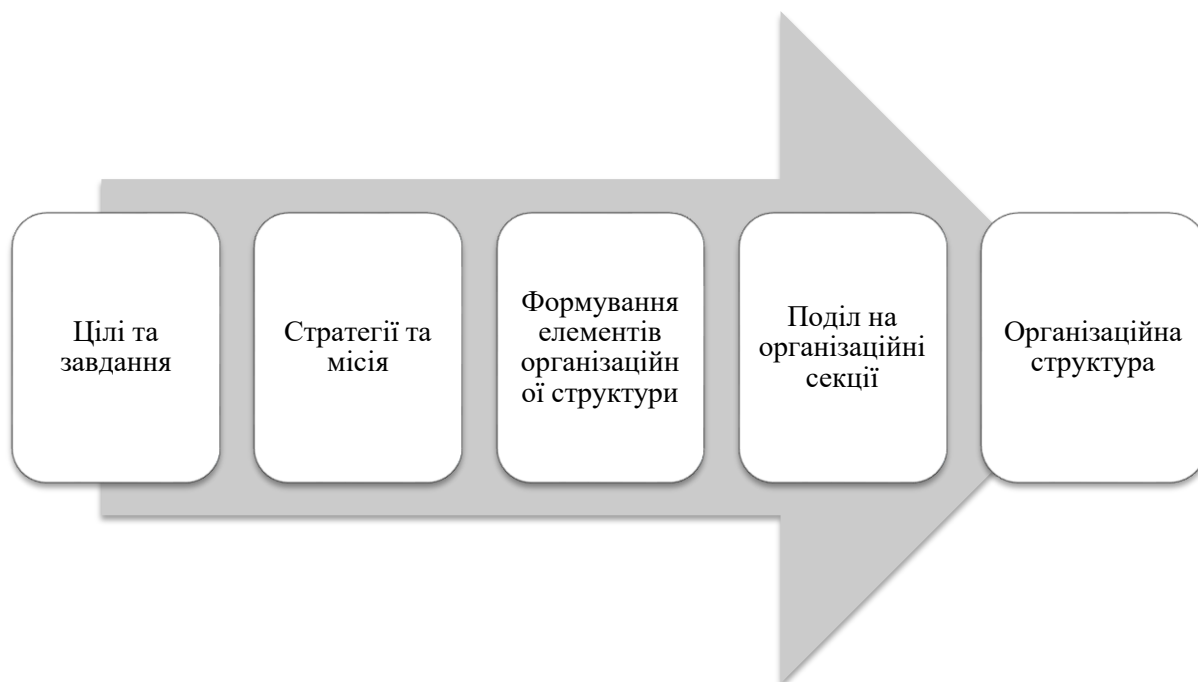 Цілі та
завдання
Стратегії та
місія
Формування
елементів
організаційн
ої структури
Поділ на
організаційні
секції
Організаційна
структура